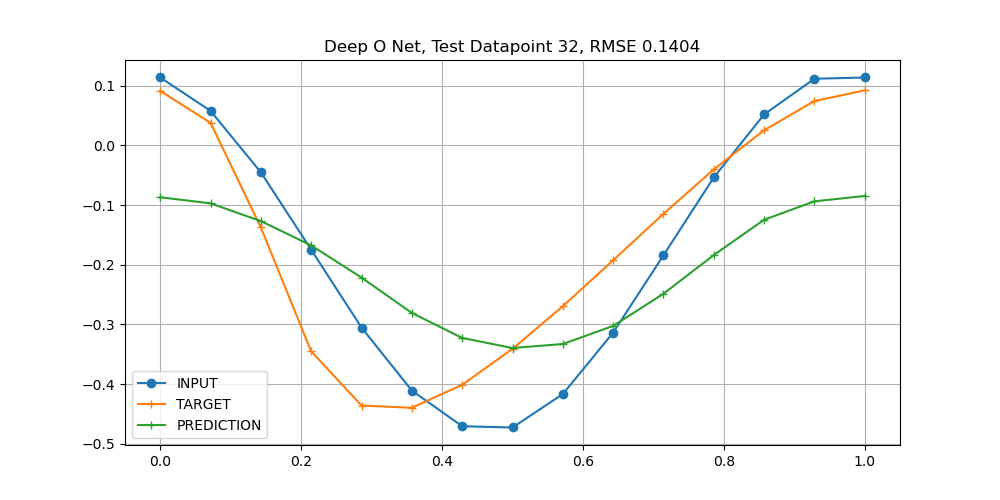 Deep O Net, Test Datapoint 32, RMSE 0.1404
0.1
0.0
−0.1
−0.2
−0.3
−0.4
−0.5
INPUT
TARGET
PREDICTION
0.0 0.2 0.4 0.6 0.8 1.0